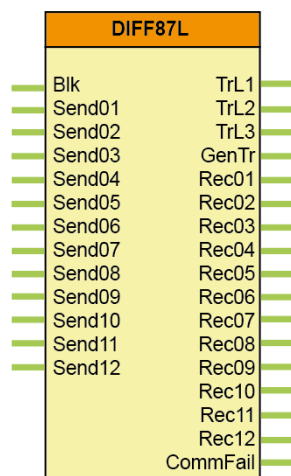 DIFF87L
Blk TrL1
Send01 TrL2
Send02 TrL3
Send03 GenTr
Send04 Rec01
Send05 Rec02
Send06 Rec03
Send07 Rec04
Send08 Rec05
Send09 Rec06
Send10 Rec07
Send11 Rec08
Send12 Rec09
Rec10
Rec11
Rec12
CommFail